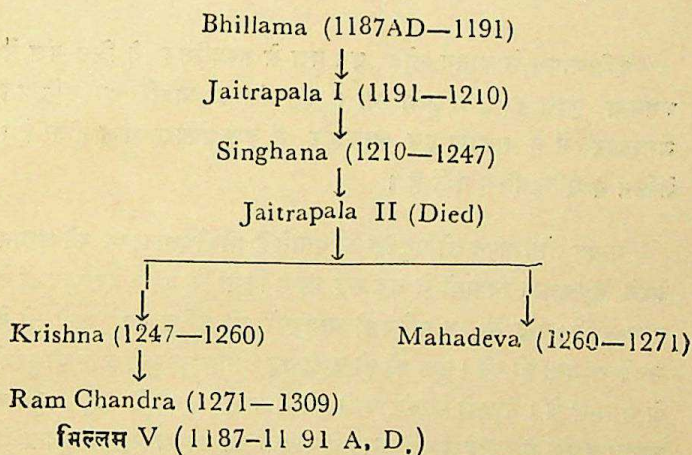 Bhillama (1187AD—1191)
Jaitrapala I (1191—1210)
Singhana (1210—1247)
Jaitrapala II (Died)
Krishna (1247—1260) Mahadeva (1260—1271)
Ram Chandra (1271—1309)
मिल्लम V (1187-11 91 A, D.)